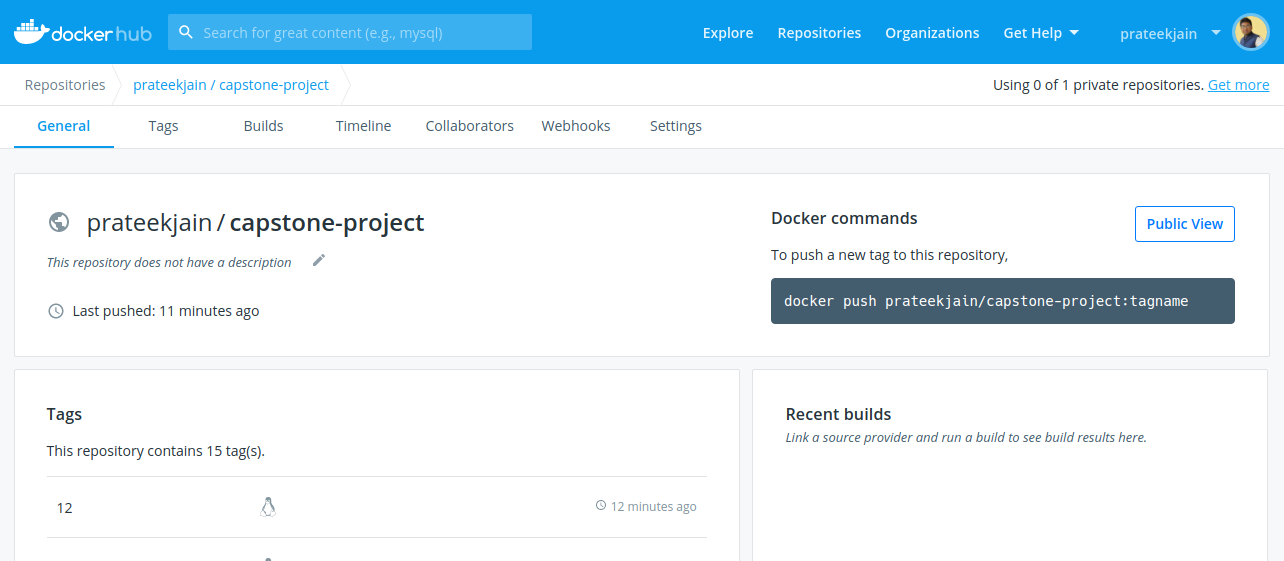 dockerhub
Search for great content (e.g., mysql)
Explore
Repositories
Organizations
Get Help
prateekjain
Repositories
prateekjain / capstone-project
Using 0 of 1 private repositories. Get more
General
Tags
Builds
Timeline
Collaborators
Webhooks
Settings
prateekjain / capstone-project
This repository does not have a description
Last pushed: 11 minutes ago
Docker commands
Public View
To push a new tag to this repository,
docker push prateekjain/capstone-project:tagname
Tags
This repository contains 15 tag(s).
12
12 minutes ago
Recent builds
Link a source provider and run a build to see build results here.